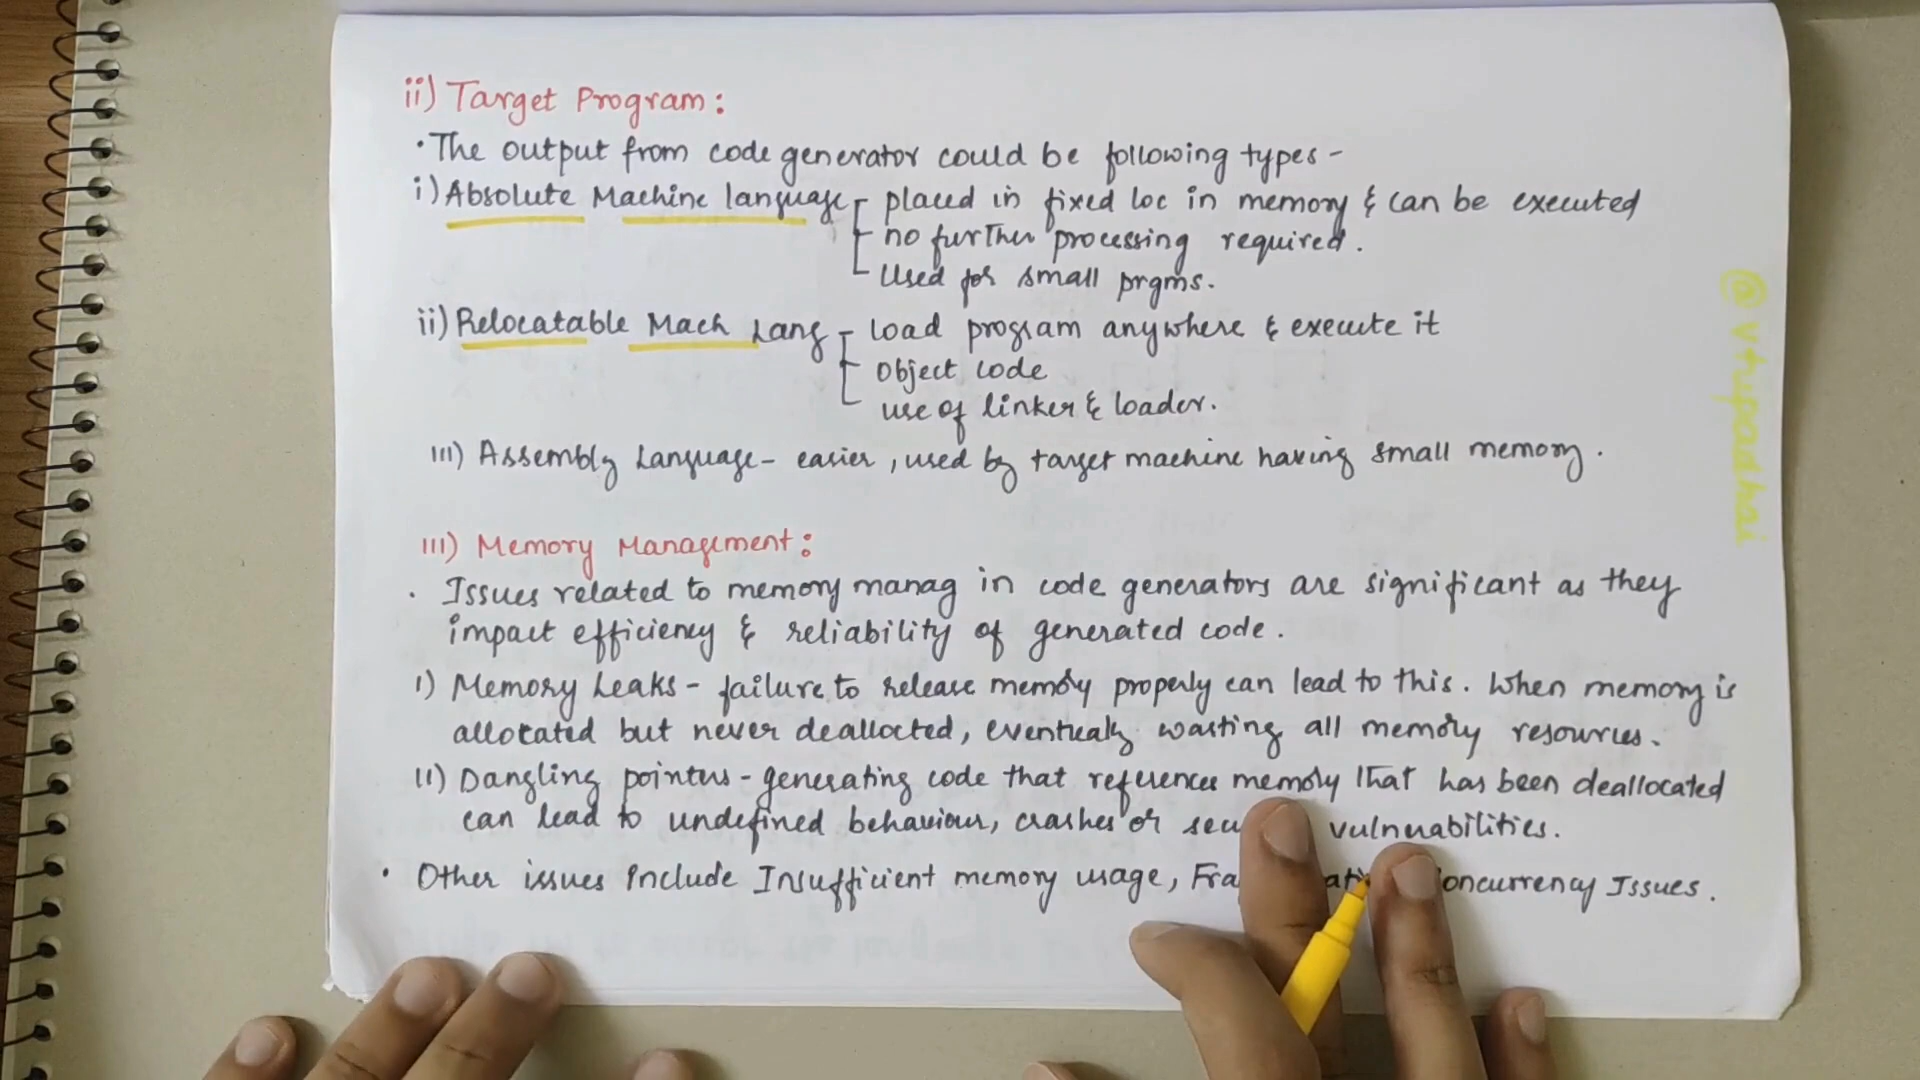 ii) Target Program:
• The output from code generator could be following types -
i) Absolute Machine language - placed in fixed loc in memory & can be executed
- no further processing required.
- Used for small prgms.
ii) Relocatable Mach Lang - load program anywhere & execute it
- Object code
- use of linker & loader.
III) Assembly Language - easier, used by target machine having small memory.
III) Memory Management:
• Issues related to memory manag in code generators are significant as they
impact efficiency & reliability of generated code.
I) Memory Leaks - failure to release memory properly can lead to this. When memory is
allocated but never deallocted, eventually wasting all memory resources.
II) Dangling pointers - generating code that references memory that has been deallocated
can lead to undefined behaviour, crashes or vulnerabilities.
• Other issues include Insufficient memory usage, Issues.
@vtupadhai